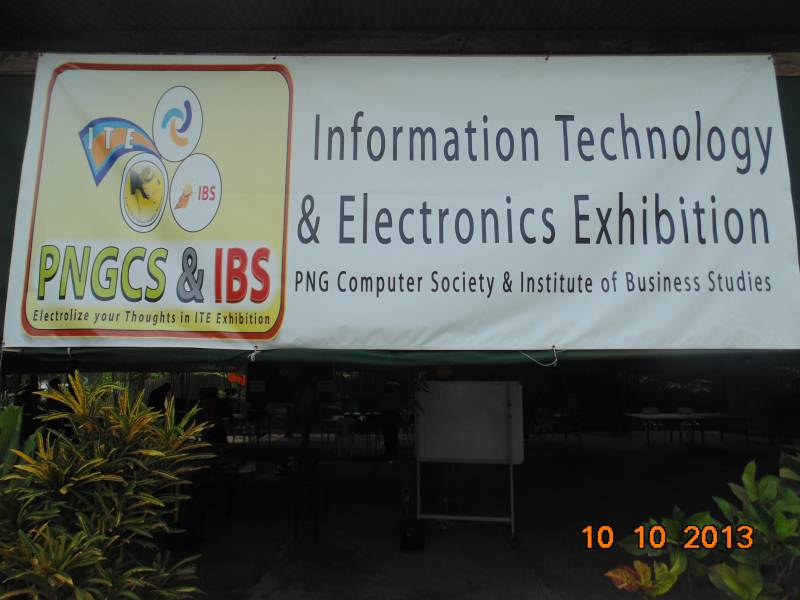 ITE
IBS
PNGCS & IBS
Electrolize your Thoughts in ITE Exhibition
Information Technology
& Electronics Exhibition
PNG Computer Society & Institute of Business Studies
10 10 2013